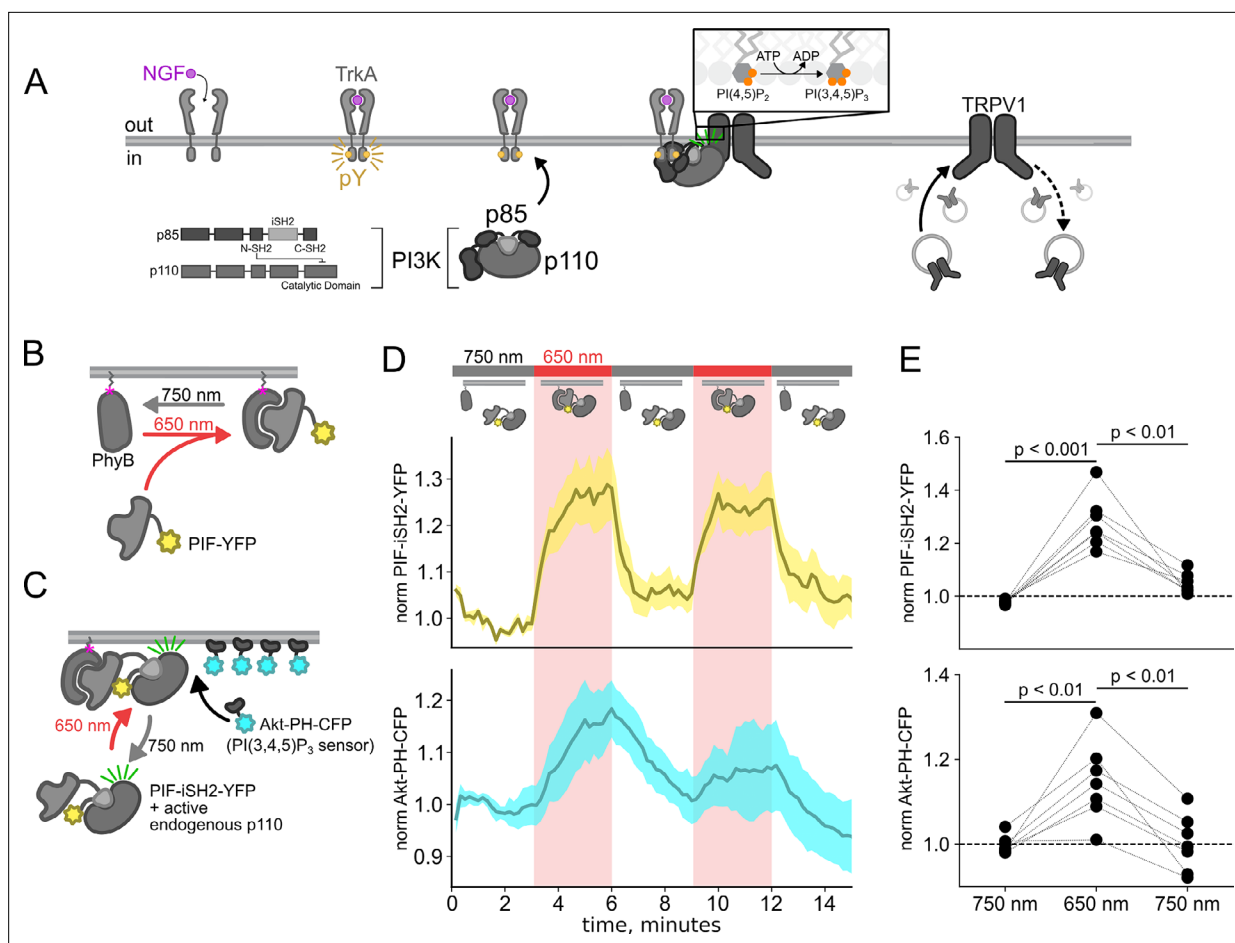 A
NGF
TrkA
ATP
ADP
PI(4,5)P2
PI(3,4,5)P3
TRPV1
out
in
pY
p85
iSH2
N-SH2
C-SH2
p110
Catalytic Domain
PI3K
p85
p110
B
750 nm
650 nm
PhyB
PIF-YFP
C
650 nm
750 nm
Akt-PH-CFP
(PI(3,4,5)P3 sensor)
PIF-iSH2-YFP
+ active
endogenous p110
D
750 nm
650 nm
norm PIF-iSH2-YFP
1.3
1.2
1.1
1.0
norm Akt-PH-CFP
1.2
1.1
1.0
0.9
0 2 4 6 8 10 12 14
time, minutes
E
norm PIF-iSH2-YFP
1.6
1.4
1.2
1.0
p < 0.001
p < 0.01
norm Akt-PH-CFP
1.4
1.2
1.0
p < 0.01
p < 0.01
750 nm 650 nm 750 nm